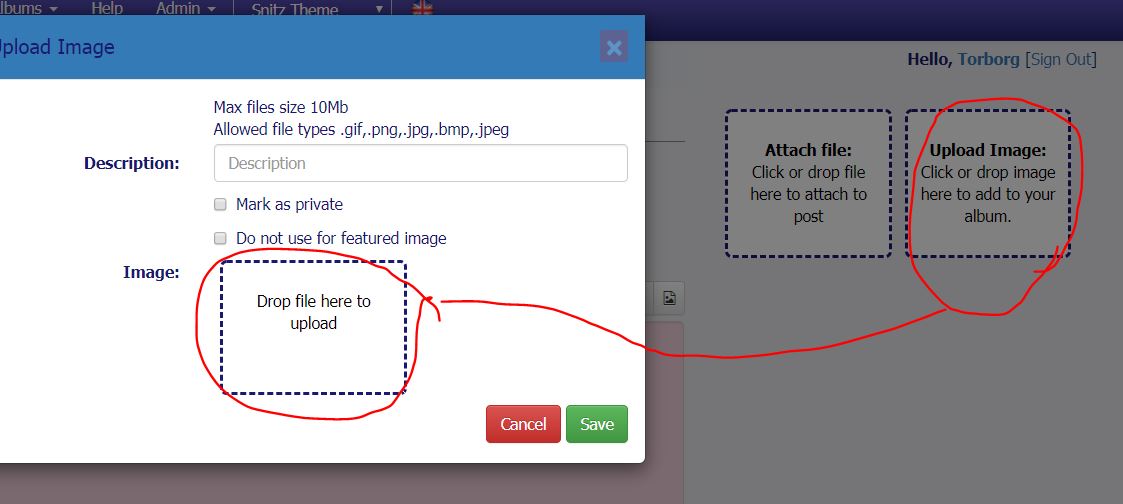 Help
Admin
Snitz Theme
Upload Image
Hello, Torborg [Sign Out]
Max files size 10Mb
Allowed file types .gif,.png,.jpg,.bmp,.jpeg
Description:
Description
Mark as private
Do not use for featured image
Image:
Drop file here to
upload
Cancel
Save
Attach file:
Click or drop file
here to attach to
post
Upload Image:
Click or drop image
here to add to your
album.